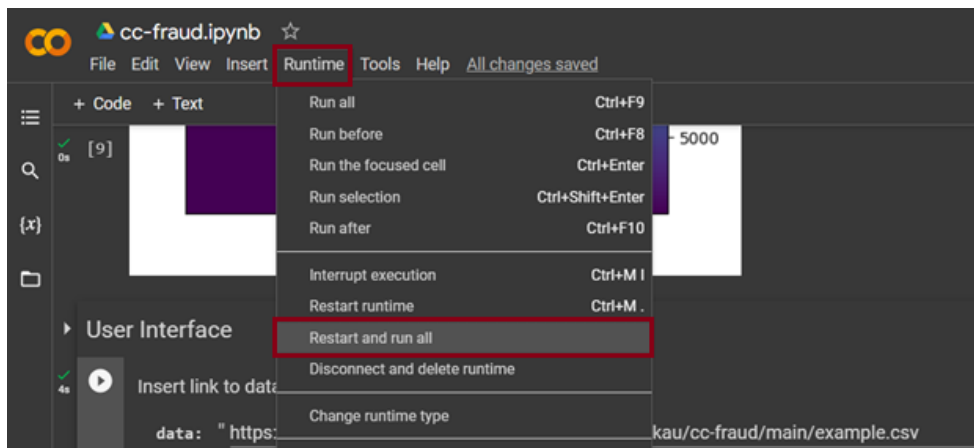 cc-fraud.ipynb
File Edit View Insert Runtime Tools Help All changes saved
+ Code + Text
Run all Ctrl+F9
Run before Ctrl+F8
5000
0s [9]
Run the focused cell Ctrl+Enter
Run selection Ctrl+Shift+Enter
{x}
Run after Ctrl+F10
Interrupt execution Ctrl+M I
Restart runtime Ctrl+M .
User Interface
Restart and run all
Disconnect and delete runtime
4s Insert link to data
Change runtime type
data: "https: kau/cc-fraud/main/example.csv